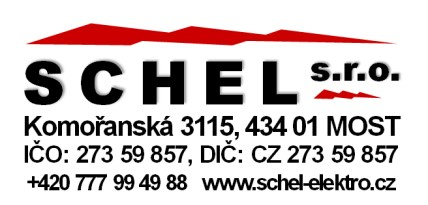 SCHEL s.r.o.
Komořanská 3115, 434 01 MOST
IČO: 273 59 857, DIČ: CZ 273 59 857
+420 777 99 49 88 www.schel-elektro.cz